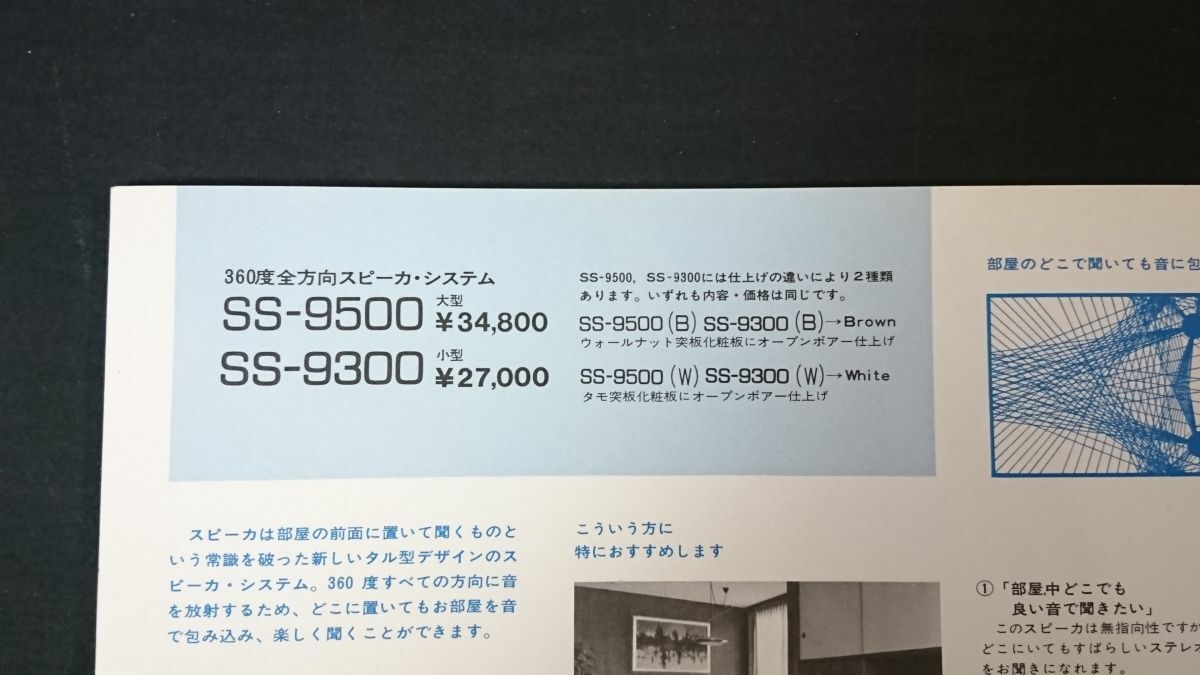 360度全方向スピーカ・システム
SS-9500 大型 ¥34,800
SS-9300 小型 ¥27,000
SS-9500, SS-9300には仕上げの違いにより2種類
あります。いずれも内容・価格は同じです。
SS-9500(B) SS-9300(B)→Brown
ウォールナット突板化粧板にオープンポアー仕上げ
SS-9500(W) SS-9300(W)→White
タモ突板化粧板にオープンポアー仕上げ
部屋のどこで聞いても音に包
スピーカは部屋の前面に置いて聞くものと
いう常識を破った新しいタル型デザインのス
ピーカ・システム。360度すべての方向に音
を放射するため、どこに置いてもお部屋を音
で包み込み、楽しく聞くことができます。
こういう方に
特におすすめします
①「部屋中どこでも
良い音で聞きたい」
このスピーカは無指向性ですか
どこにいてもすばらしいステレオ
をお聞きになれます。